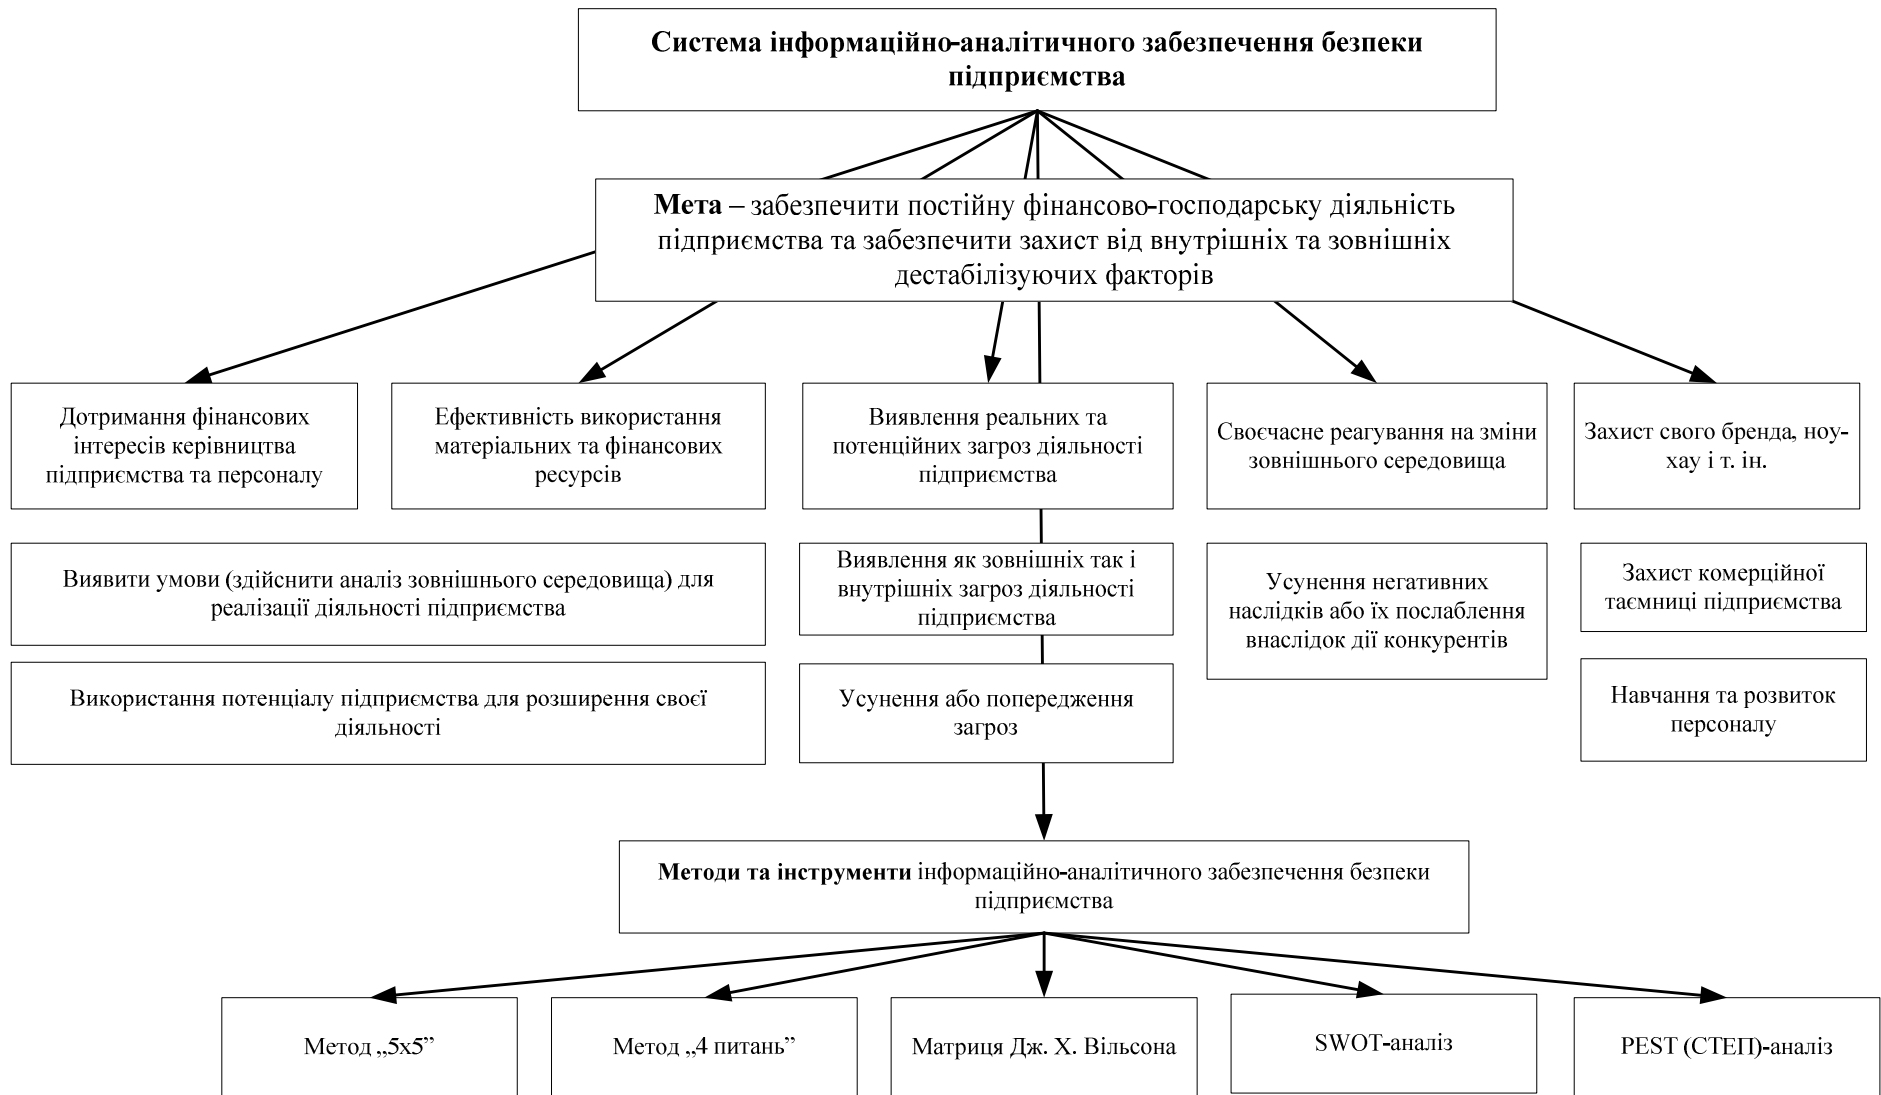 Система інформаційно-аналітичного забезпечення безпеки
підприємства
Мета – забезпечити постійну фінансово-господарську діяльність
підприємства та забезпечити захист від внутрішніх та зовнішніх
дестабілізуючих факторів
Дотримання фінансових
інтересів керівництва
підприємства та персоналу
Ефективність використання
матеріальних та фінансових
ресурсів
Виявлення реальних та
потенційних загроз діяльності
підприємства
Своєчасне реагування на зміни
зовнішнього середовища
Захист свого бренда, ноу-
хау і т. ін.
Виявити умови (здійснити аналіз зовнішнього середовища) для
реалізації діяльності підприємства
Виявлення як зовнішніх так і
внутрішніх загроз діяльності
підприємства
Усунення негативних
наслідків або їх послаблення
внаслідок дії конкурентів
Захист комерційної
таємниці підприємства
Використання потенціалу підприємства для розширення своєї
діяльності
Усунення або попередження
загроз
Навчання та розвиток
персоналу
Методи та інструменти інформаційно-аналітичного забезпечення безпеки
підприємства
Метод „5х5”
Метод „4 питань”
Матриця Дж. Х. Вільсона
SWOT-аналіз
PEST (СТЕП)-аналіз